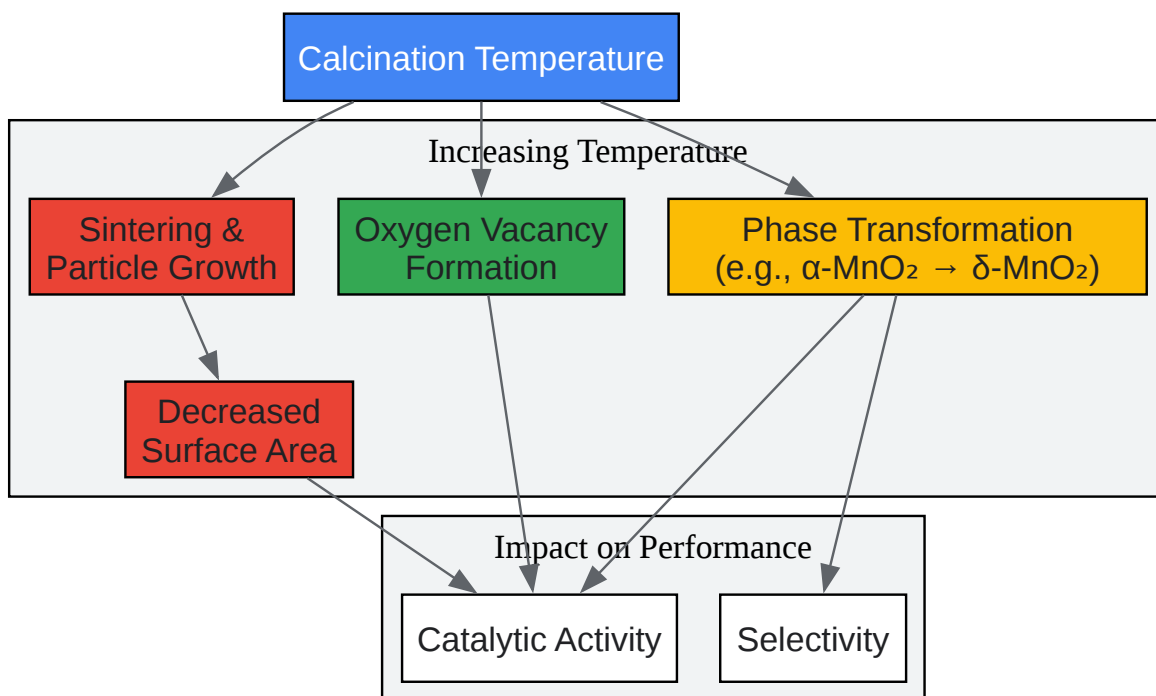 Calcination Temperature
Increasing Temperature
Sintering &
Particle Growth
Oxygen Vacancy
Formation
Phase Transformation
(e.g., α-MnO₂ → δ-MnO₂)
Decreased
Surface Area
Impact on Performance
Catalytic Activity
Selectivity